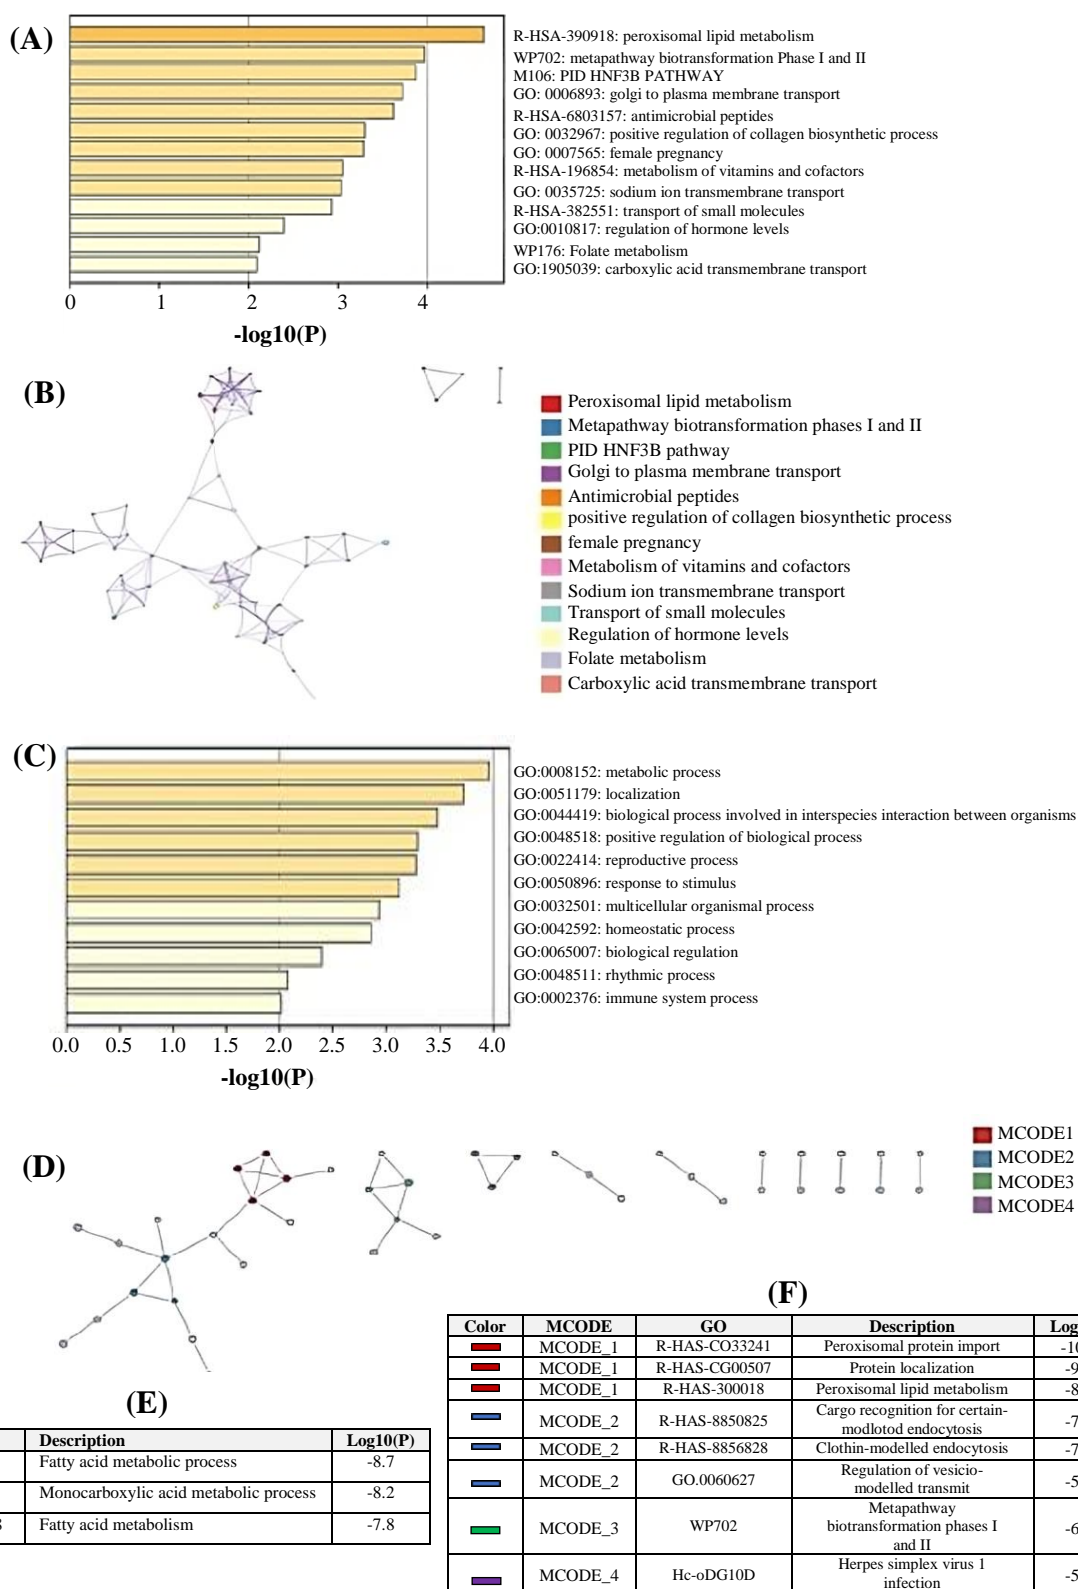 (A)
R-HSA-390918: peroxisomal lipid metabolism
WP702: metapathway biotransformation Phase I and II
M106: PID HNF3B PATHWAY
GO: 0006893: golgi to plasma membrane transport
R-HSA-6803157: antimicrobial peptides
GO: 0032967: positive regulation of collagen biosynthetic process
GO: 0007565: female pregnancy
R-HSA-196854: metabolism of vitamins and cofactors
GO: 0035725: sodium ion transmembrane transport
R-HSA-382551: transport of small molecules
GO:0010817: regulation of hormone levels
WP176: Folate metabolism
GO:1905039: carboxylic acid transmembrane transport
0 1 2 3 4
-log10(P)
(B)
Peroxisomal lipid metabolism
Metapathway biotransformation phases I and II
PID HNF3B pathway
Golgi to plasma membrane transport
Antimicrobial peptides
positive regulation of collagen biosynthetic process
female pregnancy
Metabolism of vitamins and cofactors
Sodium ion transmembrane transport
Transport of small molecules
Regulation of hormone levels
Folate metabolism
Carboxylic acid transmembrane transport
(C)
GO:0008152: metabolic process
GO:0051179: localization
GO:0044419: biological process involved in interspecies interaction between organisms
GO:0048518: positive regulation of biological process
GO:0022414: reproductive process
GO:0050896: response to stimulus
GO:0032501: multicellular organismal process
GO:0042592: homeostatic process
GO:0065007: biological regulation
GO:0048511: rhythmic process
GO:0002376: immune system process
0.0 0.5 1.0 1.5 2.0 2.5 3.0 3.5 4.0
-log10(P)
(D)
MCODE1
MCODE2
MCODE3
MCODE4
(E)
Description Log10(P)
Fatty acid metabolic process -8.7
Monocarboxylic acid metabolic process -8.2
Fatty acid metabolism -7.8
(F)
Color MCODE GO Description Log
MCODE_1 R-HAS-CO33241 Peroxisomal protein import -10
MCODE_1 R-HAS-CG00507 Protein localization -9
MCODE_1 R-HAS-300018 Peroxisomal lipid metabolism -8
MCODE_2 R-HAS-8850825 Cargo recognition for certain-
modlotod endocytosis -7
MCODE_2 R-HAS-8856828 Clothin-modelled endocytosis -7
MCODE_2 GO.0060627 Regulation of vesicio-
modelled transmit -5
MCODE_3 WP702 Metapathway
biotransformation phases I
and II -6
MCODE_4 Hc-oDG10D Herpes simplex virus 1
infection -5